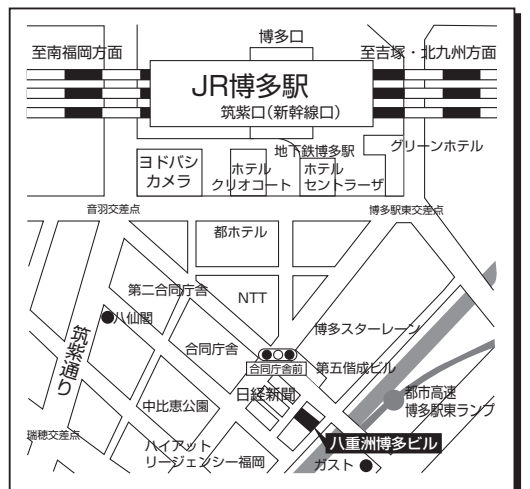 博多口
至南福岡方面
至吉塚・北九州方面
JR博多駅
筑紫口(新幹線口)
地下鉄博多駅
グリーンホテル
ヨドバシ
カメラ
ホテル
クリオコート
ホテル
セントラーザ
音羽交差点
博多駅東交差点
都ホテル
第二合同庁舎
NTT
八仙閣
博多スターレーン
筑紫通り
合同庁舎
合同庁舎前
第五偕成ビル
日経新聞
都市高速
博多駅東ランプ
中比恵公園
瑞穂交差点
八重洲博多ビル
ハイアット
リージェンシー福岡
ガスト